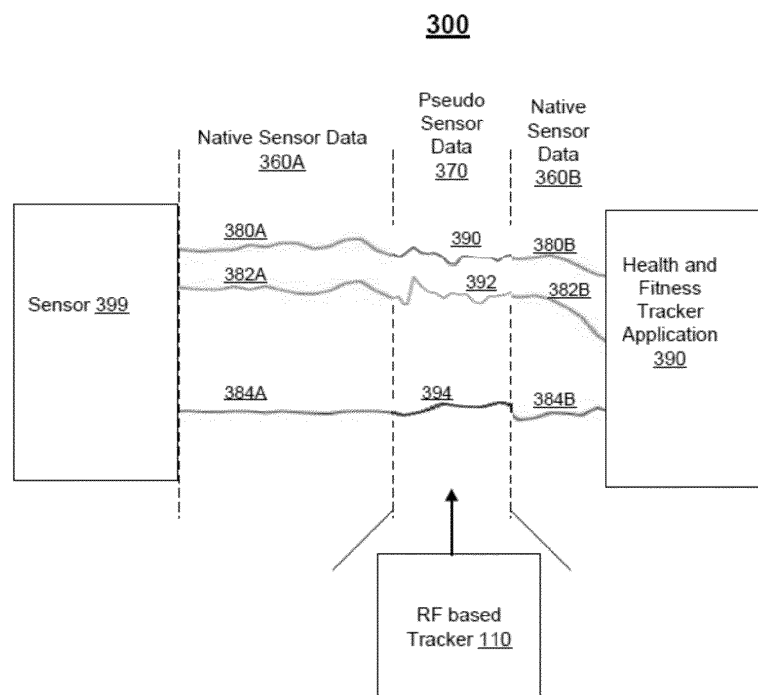 300
Native Sensor Data
360A
Pseudo
Sensor
Data
370
Native
Sensor
Data
360B
Sensor 399
380A
382A
384A
390
392
394
380B
382B
384B
Health and
Fitness
Tracker
Application
390
RF based
Tracker 110